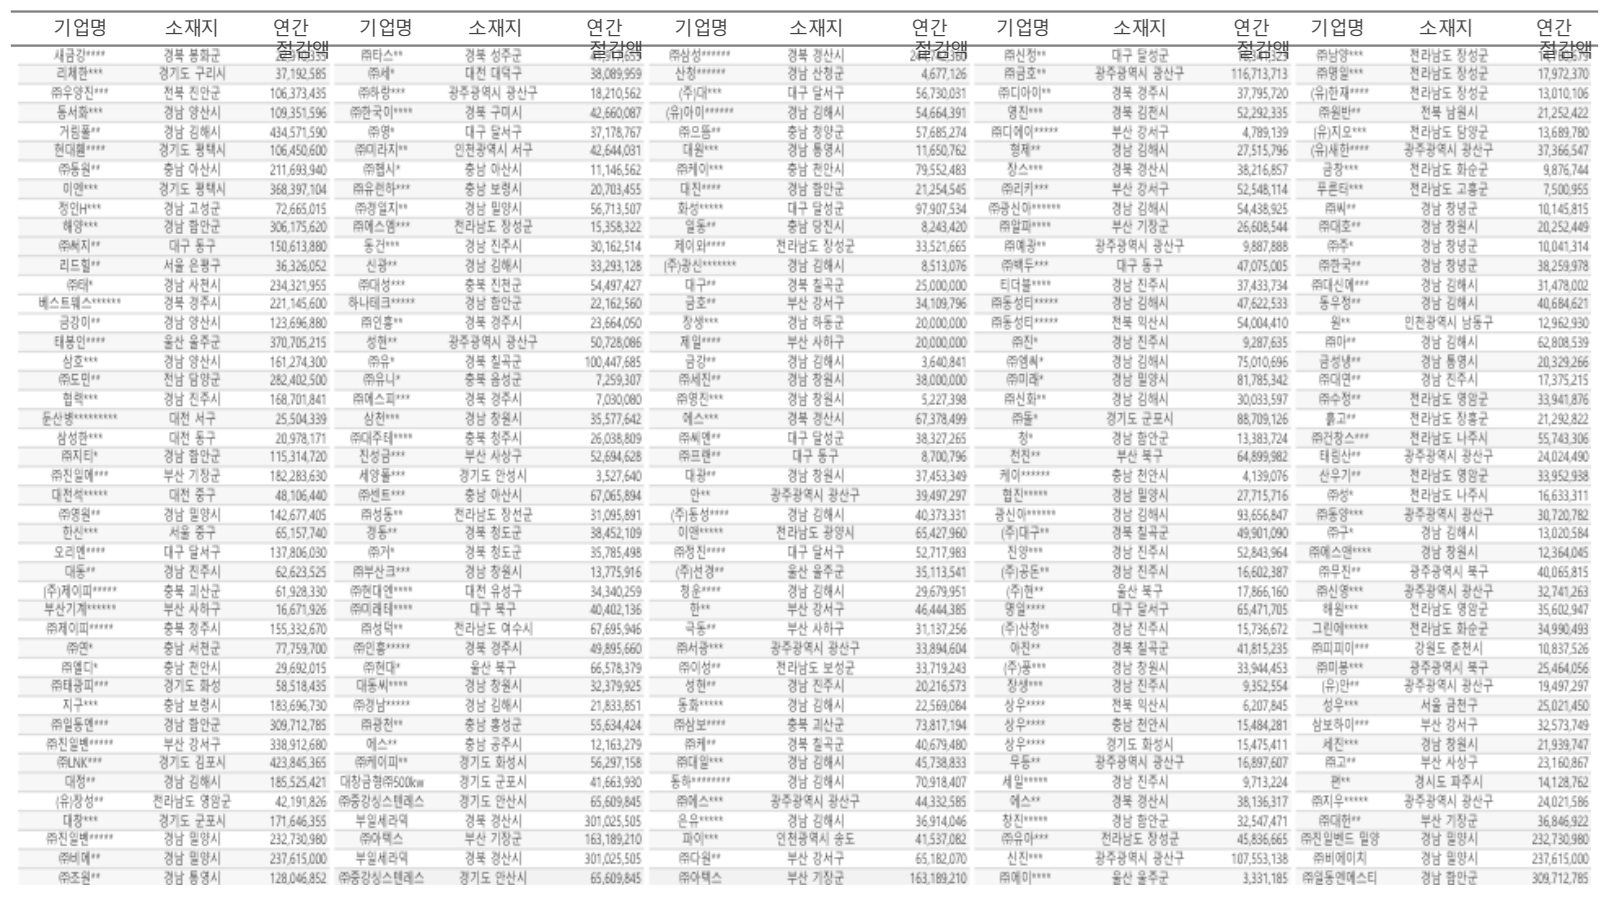 기업명 소재지 연간 절감액 기업명 소재지 연간 절감액 기업명 소재지 연간 절감액 기업명 소재지 연간 절감액 기업명 소재지 연간 절감액
새금강**** 경북 봉화군 ㈜타스** 경북 성주군 ㈜삼성****** 경북 경산시 ㈜신정** 대구 달성군 ㈜남양*** 전라남도 장성군
리체한*** 경기도 구리시 37,192,585 ㈜세* 대전 대덕구 38,089,959 산청****** 경남 산청군 4,677,126 ㈜금호** 광주광역시 광산구 116,713,713 ㈜명일*** 전라남도 장성군 17,972,370
㈜우양진*** 전북 진안군 106,373,435 ㈜하랑*** 광주광역시 광산구 18,210,562 (주)대*** 대구 달서구 56,730,031 ㈜디아이** 경북 경주시 37,795,720 (유)한재**** 전라남도 장성군 13,010,106
동서화*** 경남 양산시 109,351,596 ㈜한국이**** 경북 구미시 42,660,087 (유)아이****** 경남 김해시 54,664,391 영진*** 경북 김천시 52,292,335 ㈜원반** 전북 남원시 21,252,422
거림풀** 경남 김해시 434,571,590 ㈜영* 대구 달서구 37,178,767 ㈜으뜸** 충남 청양군 57,685,274 ㈜디에이***** 부산 강서구 4,789,139 (유)지오*** 전라남도 담양군 13,689,780
현대휀**** 경기도 평택시 106,450,600 ㈜미라지** 인천광역시 서구 42,644,031 대원*** 경남 통영시 11,650,762 형제** 경남 김해시 27,515,796 (유)새한**** 광주광역시 광산구 37,366,547
㈜동원** 충남 아산시 211,693,940 ㈜협시* 충남 아산시 11,146,562 ㈜케이*** 충남 천안시 79,552,483 장스*** 경북 경산시 38,216,857 금창*** 전라남도 화순군 9,876,744
이엔*** 경기도 평택시 368,397,104 ㈜유현하*** 충남 보령시 20,703,455 대진**** 경남 함안군 21,254,545 ㈜리키*** 부산 강서구 52,548,114 푸른티*** 전라남도 고흥군 7,500,955
정인H*** 경남 고성군 72,665,015 ㈜경일지** 경남 밀양시 56,713,507 화성***** 대구 달성군 97,907,534 ㈜광신아****** 경남 김해시 54,438,925 ㈜씨** 경남 창녕군 10,145,815
해양*** 경남 함안군 306,175,620 ㈜에스엠*** 전라남도 장성군 15,358,322 일동** 충남 당진시 8,243,420 ㈜알파**** 부산 기장군 26,608,544 ㈜대호** 경남 창원시 20,252,449
㈜써지** 대구 동구 150,613,880 동건*** 경남 진주시 30,162,514 제이와**** 전라남도 장성군 33,521,665 ㈜예광** 광주광역시 광산구 9,887,888 ㈜주* 경남 창녕군 10,041,314
리드힐** 서울 은평구 36,326,052 신광** 경남 김해시 33,293,128 (주)광신******* 경남 김해시 8,513,076 ㈜백두*** 대구 동구 47,075,005 ㈜한국** 경남 창녕군 38,259,978
㈜태* 경남 사천시 234,321,955 ㈜대성*** 충북 진천군 54,497,427 대구** 경북 칠곡군 25,000,000 티더블**** 경남 진주시 37,433,734 ㈜대신에*** 경남 김해시 31,478,002
베스트웨스****** 경북 경주시 221,145,600 하나테크***** 경남 함안군 22,162,560 금호** 부산 강서구 34,109,796 ㈜동성티***** 경남 김해시 47,622,533 동우정** 경남 김해시 40,684,621
금강이** 경남 양산시 123,696,880 ㈜인흥** 경북 경주시 23,664,050 장생*** 경남 하동군 20,000,000 ㈜동성티***** 전북 익산시 54,004,410 원** 인천광역시 남동구 12,962,930
태봉인**** 울산 울주군 370,705,215 성현** 광주광역시 광산구 50,728,086 제일**** 부산 사하구 20,000,000 ㈜진* 경남 진주시 9,287,635 ㈜아** 경남 김해시 62,808,539
삼호*** 경남 양산시 161,274,300 ㈜유* 경북 칠곡군 100,447,685 금강** 경남 김해시 3,640,841 ㈜엠씨* 경남 김해시 75,010,696 금성냉** 경남 통영시 20,329,266
㈜도민** 전남 담양군 282,402,500 ㈜유니* 충북 음성군 7,259,307 ㈜세진** 경남 창원시 38,000,000 ㈜미래* 경남 밀양시 81,785,342 ㈜대연** 경남 진주시 17,375,215
협력*** 경남 진주시 168,701,841 ㈜에스피*** 경북 경주시 7,030,080 ㈜영진*** 경남 창원시 5,227,398 ㈜신화** 경남 김해시 30,033,597 ㈜수정** 전라남도 영암군 33,941,876
둔산병********* 대전 서구 25,504,339 삼천*** 경남 창원시 35,577,642 에스*** 경북 경산시 67,378,499 ㈜돌* 경기도 군포시 88,709,126 흙고** 전라남도 장흥군 21,292,822
삼성한*** 대전 동구 20,978,171 ㈜대주테**** 충북 청주시 26,038,809 ㈜씨엔** 대구 달성군 38,327,265 청* 경남 함안군 13,383,724 ㈜건창스*** 전라남도 나주시 55,743,306
㈜지티* 경남 함안군 115,314,720 진성금*** 부산 사상구 52,694,628 ㈜프랜** 대구 동구 8,700,796 전진** 부산 북구 64,899,982 태림산** 광주광역시 광산구 24,024,490
㈜진일에*** 부산 기장군 182,283,630 세양폴*** 경기도 안성시 3,527,640 대광** 경남 창원시 37,453,349 케이****** 충남 천안시 4,139,076 산우기** 전라남도 영암군 33,952,938
대전석***** 대전 중구 48,106,440 ㈜센트*** 충남 아산시 67,065,894 안** 광주광역시 광산구 39,497,297 협진***** 경남 밀양시 27,715,716 ㈜성* 전라남도 나주시 16,633,311
㈜영원** 경남 밀양시 142,677,405 ㈜성동** 전라남도 장선군 31,095,891 (주)동성**** 경남 김해시 40,373,331 광신아****** 경남 김해시 93,656,847 ㈜동양*** 광주광역시 광산구 30,720,782
한신*** 서울 중구 65,157,740 경동** 경북 청도군 38,452,109 이앤***** 전라남도 광양시 65,427,960 (주)대구** 경북 칠곡군 49,901,090 ㈜구* 경남 김해시 13,020,584
오리엔**** 대구 달서구 137,806,030 ㈜거* 경북 청도군 35,785,498 ㈜정진**** 대구 달서구 52,717,983 진양*** 경남 진주시 52,843,964 ㈜에스앤**** 경남 창원시 12,364,045
대동** 경남 진주시 62,623,525 ㈜부산크*** 경남 창원시 13,775,916 (주)선경** 울산 울주군 35,113,541 (주)공돈** 경남 진주시 16,602,387 ㈜무진** 광주광역시 북구 40,065,815
(주)제이피***** 충북 괴산군 61,928,330 ㈜현대엔**** 대전 유성구 34,340,259 청운**** 경남 김해시 29,679,951 (주)현** 울산 북구 17,866,160 ㈜신영*** 광주광역시 광산구 32,741,263
부산기계****** 부산 사하구 16,671,926 ㈜미래테**** 대구 북구 40,402,136 한** 부산 강서구 46,444,385 명일**** 대구 달서구 65,471,705 해원*** 전라남도 영암군 35,602,947
㈜제이피***** 충북 청주시 155,332,670 ㈜성덕** 전라남도 여수시 67,695,946 극동** 부산 사하구 31,137,256 (주)산청** 경남 진주시 15,736,672 그린에***** 전라남도 화순군 34,990,493
㈜연* 충남 서천군 77,759,700 ㈜인흥***** 경북 경주시 49,895,660 ㈜서광*** 광주광역시 광산구 33,894,604 아진** 경북 칠곡군 41,815,235 ㈜피피이*** 강원도 춘천시 10,837,526
㈜엘디* 충남 천안시 29,692,015 ㈜현대* 울산 북구 66,578,379 ㈜이성** 전라남도 보성군 33,719,243 (주)풍*** 경남 창원시 33,944,453 ㈜미봉*** 광주광역시 북구 25,464,056
㈜태광피*** 경기도 화성 58,518,435 대동씨**** 경남 창원시 32,379,925 성현** 경남 진주시 20,216,573 장생*** 경남 진주시 9,352,554 (유)안** 광주광역시 광산구 19,497,297
지구*** 충남 보령시 183,696,730 ㈜경남***** 경남 김해시 21,833,851 동화***** 경남 김해시 22,569,084 상우**** 전북 익산시 6,207,845 성우*** 서울 금천구 25,021,450
㈜일동엔*** 경남 함안군 309,712,785 ㈜광천** 충남 홍성군 55,634,424 ㈜삼보**** 충북 괴산군 73,817,194 상우**** 충남 천안시 15,484,281 삼보하이*** 부산 강서구 32,573,749
㈜진일벤***** 부산 강서구 338,912,680 에스** 충남 공주시 12,163,279 ㈜케** 경북 칠곡군 40,679,480 상우**** 경기도 화성시 15,475,411 세진*** 경남 창원시 21,939,747
㈜LNK*** 경기도 김포시 423,845,365 ㈜케이피** 경기도 화성시 56,297,158 ㈜대일*** 경남 김해시 45,738,833 무등** 광주광역시 광산구 16,897,607 ㈜고** 부산 사상구 23,160,867
대정** 경남 김해시 185,525,421 대창금형㈜500kw 경기도 군포시 41,663,930 동하******** 경남 김해시 70,918,407 세일***** 경남 진주시 9,713,224 팬** 경시도 파주시 14,128,762
(유)장성** 전라남도 영암군 42,191,826 ㈜중강싱스텐레스 경기도 안산시 65,609,845 ㈜에스*** 광주광역시 광산구 44,332,585 에스** 경북 경산시 38,136,317 ㈜지우***** 광주광역시 광산구 24,021,586
대창*** 경기도 군포시 171,646,355 부일세라믹 경북 경산시 301,025,505 은유***** 경남 김해시 36,914,046 창진***** 경남 함안군 32,547,471 ㈜대헌** 부산 기장군 36,846,922
㈜진일벤***** 경남 밀양시 232,730,980 ㈜아텍스 부산 기장군 163,189,210 파이*** 인천광역시 송도 41,537,082 ㈜유아*** 전라남도 장성군 45,836,665 ㈜진일벤드 밀양 경남 밀양시 232,730,980
㈜비에** 경남 밀양시 237,615,000 부일세라믹 경북 경산시 301,025,505 ㈜다원** 부산 강서구 65,182,070 신진*** 광주광역시 광산구 107,553,138 ㈜비에이치 경남 밀양시 237,615,000
㈜조원** 경남 통영시 128,046,852 ㈜중강싱스텐레스 경기도 안산시 65,609,845 ㈜아텍스 부산 기장군 163,189,210 ㈜에이**** 울산 울주군 3,331,185 ㈜일동엔에스티 경남 함안군 309,712,785